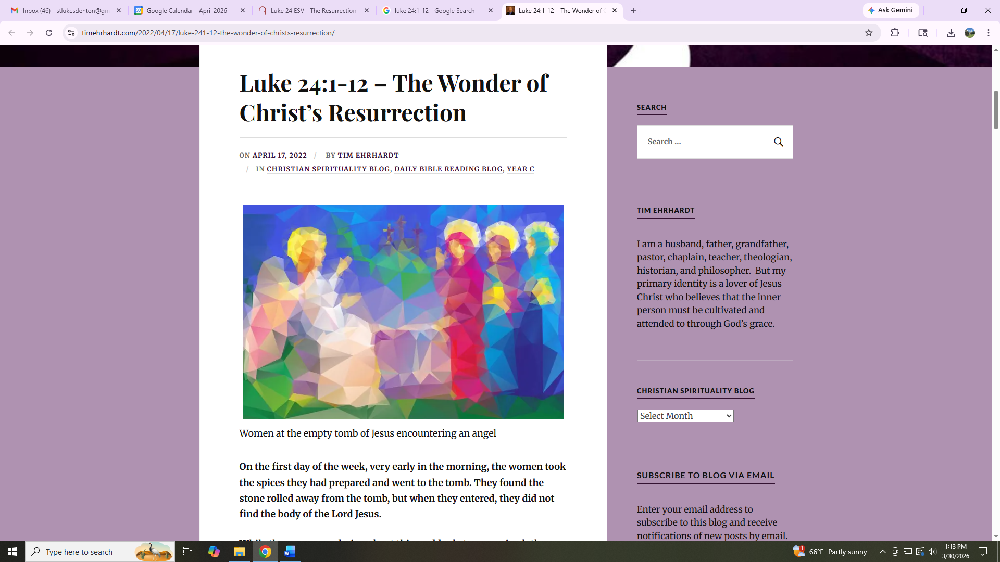 Inbox (46) - stlukesdenton@gm
Google Calendar - April 2026
Luke 24 ESV - The Resurrection
luke 24:1-12 - Google Search
Luke 24:1-12 – The Wonder of C
Ask Gemini
timehrhardt.com/2022/04/17/luke-241-12-the-wonder-of-christs-resurrection/
Luke 24:1-12 – The Wonder of
Christ’s Resurrection
ON APRIL 17, 2022 / BY TIM EHRHARDT
/ IN CHRISTIAN SPIRITUALITY BLOG, DAILY BIBLE READING BLOG, YEAR C
Women at the empty tomb of Jesus encountering an angel
On the first day of the week, very early in the morning, the women took
the spices they had prepared and went to the tomb. They found the
stone rolled away from the tomb, but when they entered, they did not
find the body of the Lord Jesus.
SEARCH
Search ...
TIM EHRHARDT
I am a husband, father, grandfather,
pastor, chaplain, teacher, theologian,
historian, and philosopher.  But my
primary identity is a lover of Jesus
Christ who believes that the inner
person must be cultivated and
attended to through God’s grace.
CHRISTIAN SPIRITUALITY BLOG
Select Month
SUBSCRIBE TO BLOG VIA EMAIL
Enter your email address to
subscribe to this blog and receive
notifications of new posts by email.
Type here to search
66°F Partly sunny
1:13 PM
3/30/2026